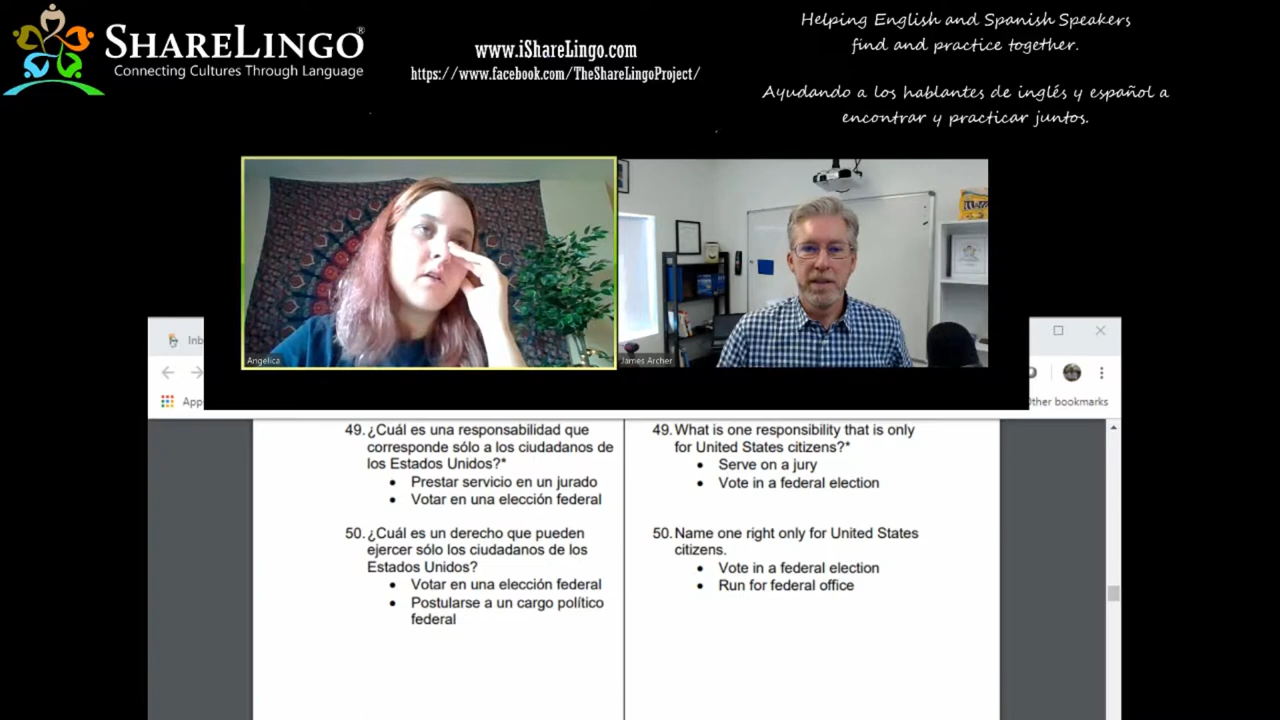 SHARELINGO®
Connecting Cultures Through Language
www.iShareLingo.com
https://www.facebook.com/TheShareLingoProject/
Helping English and Spanish Speakers
find and practice together.
Ayudando a los hablantes de inglés y español a
encontrar y practicar juntos.
Angelica
James Archer
Inb
App
Other bookmarks
49. ¿Cuál es una responsabilidad que
corresponde sólo a los ciudadanos de
los Estados Unidos?*
• Prestar servicio en un jurado
• Votar en una elección federal
50. ¿Cuál es un derecho que pueden
ejercer sólo los ciudadanos de los
Estados Unidos?
• Votar en una elección federal
• Postularse a un cargo político
federal
49. What is one responsibility that is only
for United States citizens?*
• Serve on a jury
• Vote in a federal election
50. Name one right only for United States
citizens.
• Vote in a federal election
• Run for federal office